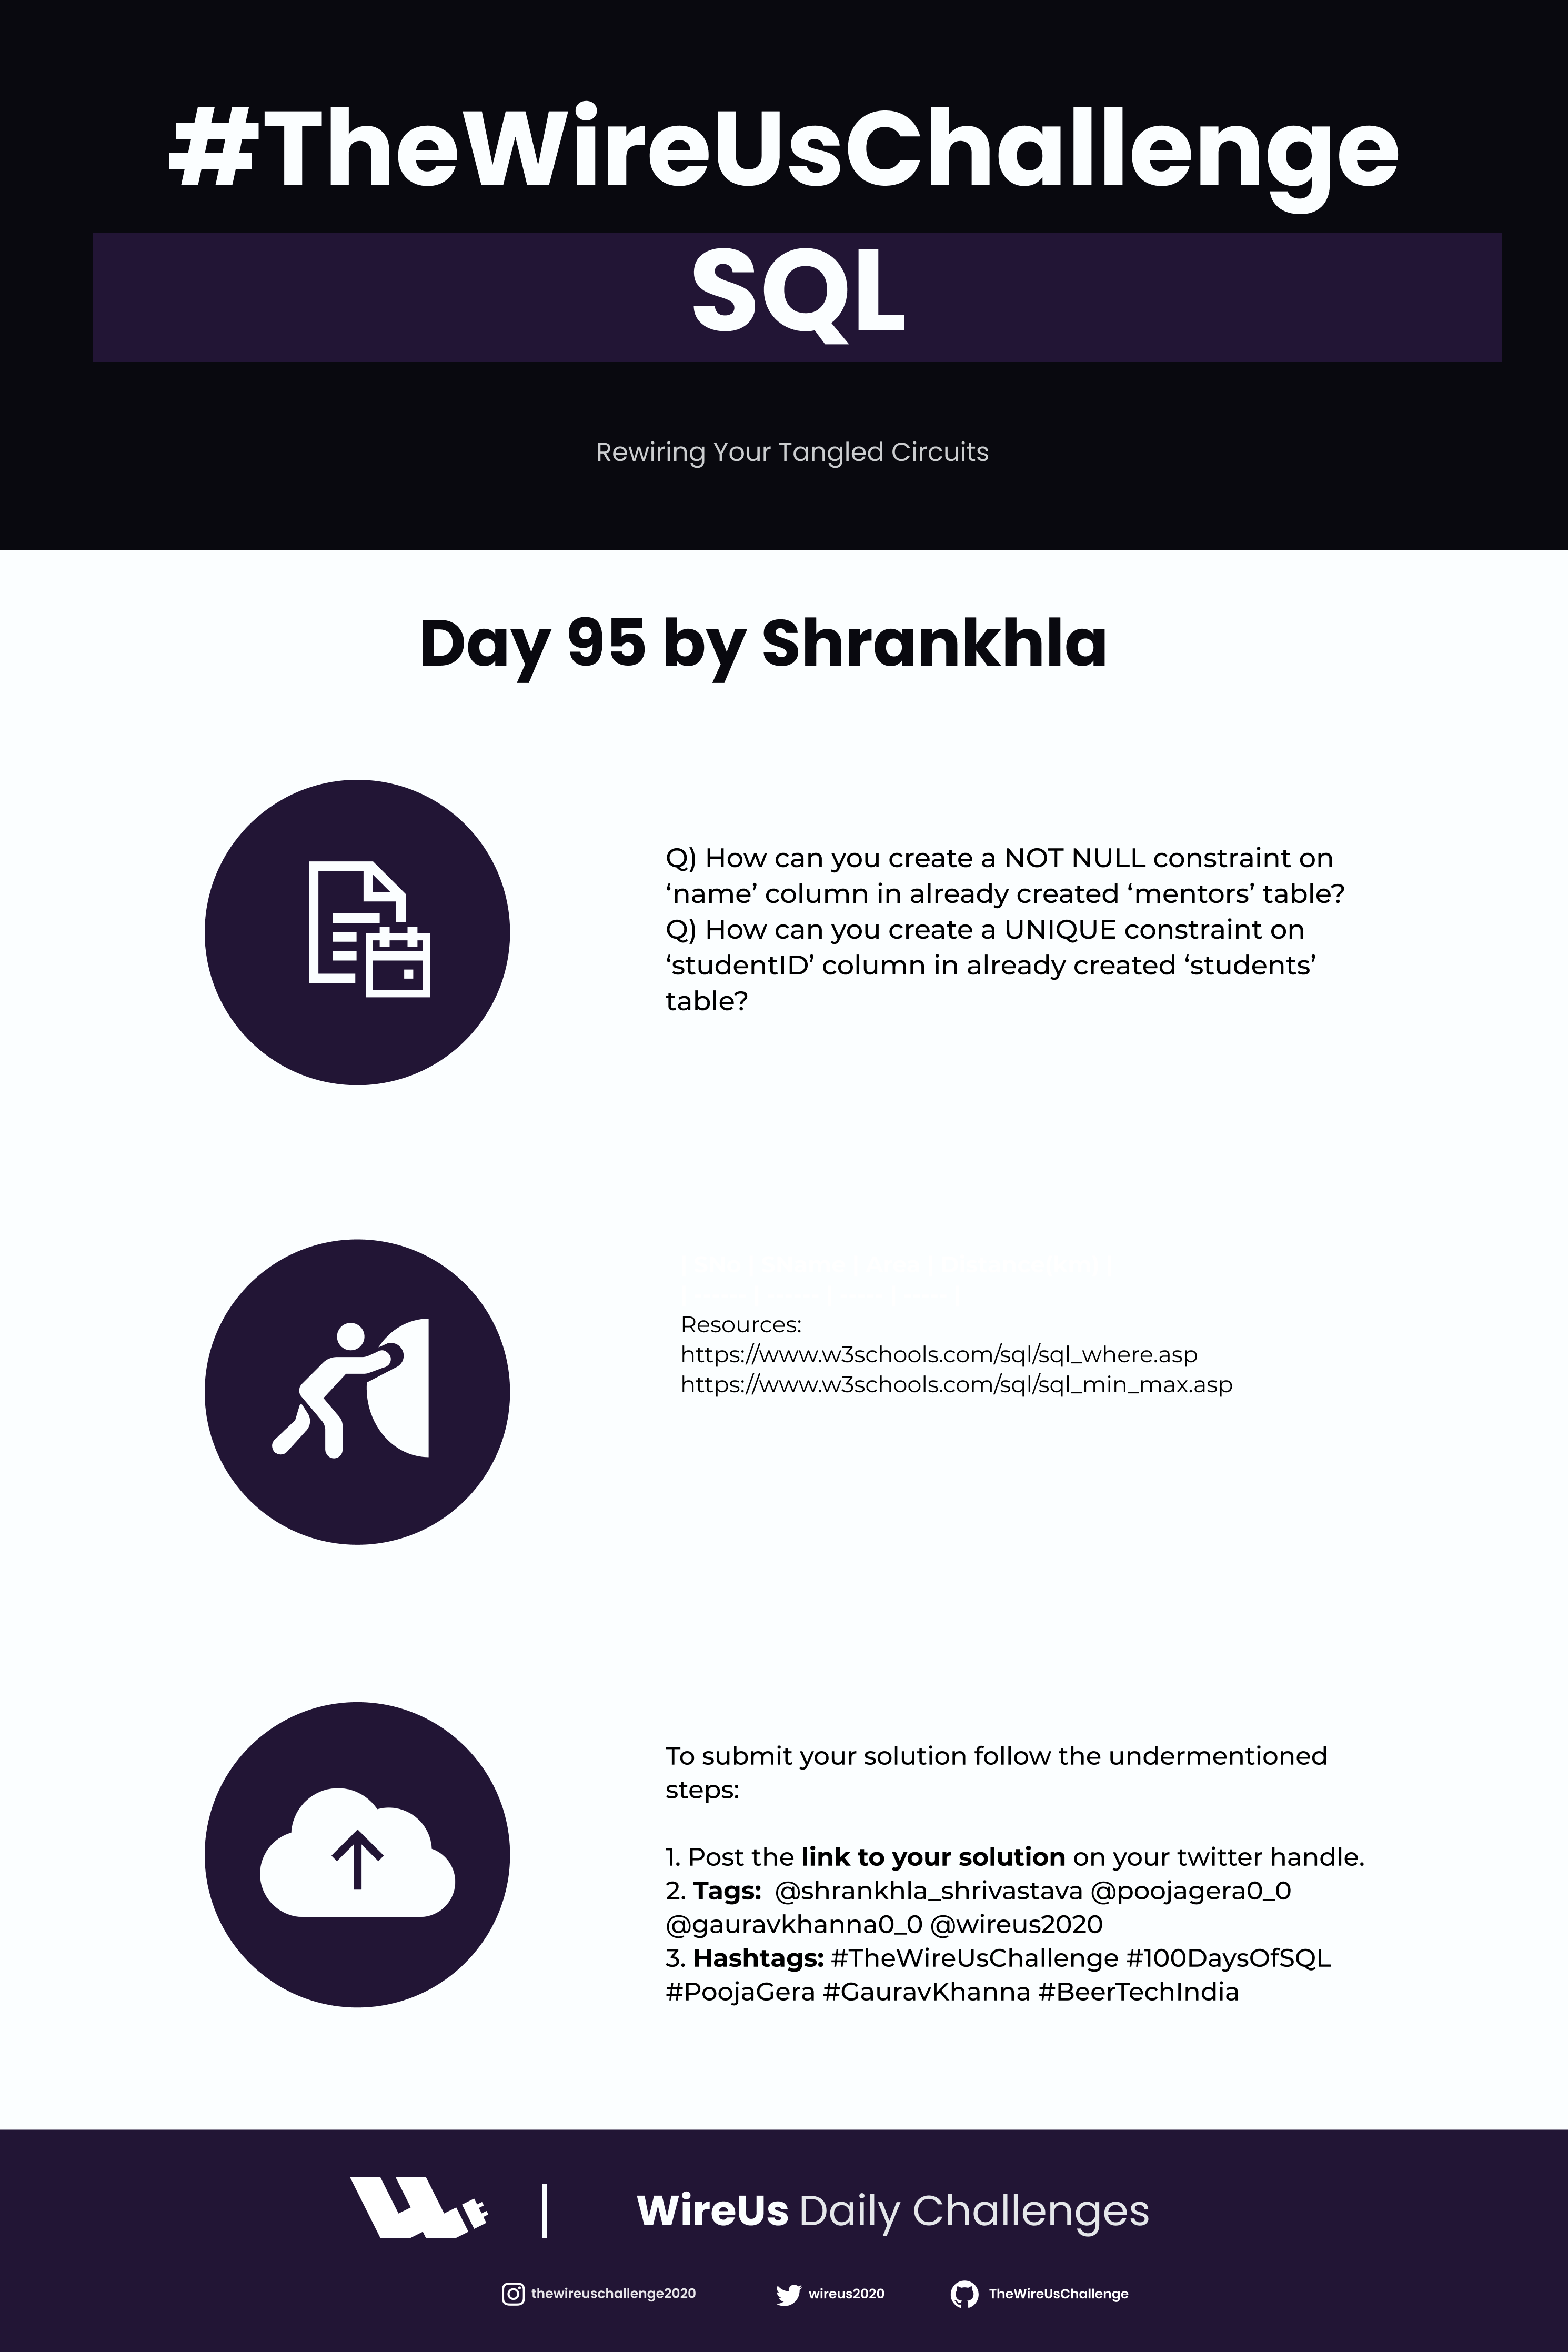 #TheWireUsChallenge
SQL
Rewiring Your Tangled Circuits
Day 95 by Shrankhla
Q) How can you create a NOT NULL constraint on
‘name’ column in already created ‘mentors’ table?
Q) How can you create a UNIQUE constraint on
‘studentID’ column in already created ‘students’
table?
Resources:
https://www.w3schools.com/sql/sql_where.asp
https://www.w3schools.com/sql/sql_min_max.asp
To submit your solution follow the undermentioned
steps:
1. Post the link to your solution on your twitter handle.
2. Tags:  @shrankhla_shrivastava @poojagera0_0
@gauravkhanna0_0 @wireus2020
3. Hashtags: #TheWireUsChallenge #100DaysOfSQL
#PoojaGera #GauravKhanna #BeerTechIndia
WireUs Daily Challenges
thewireuschallenge2020
wireus2020
TheWireUsChallenge